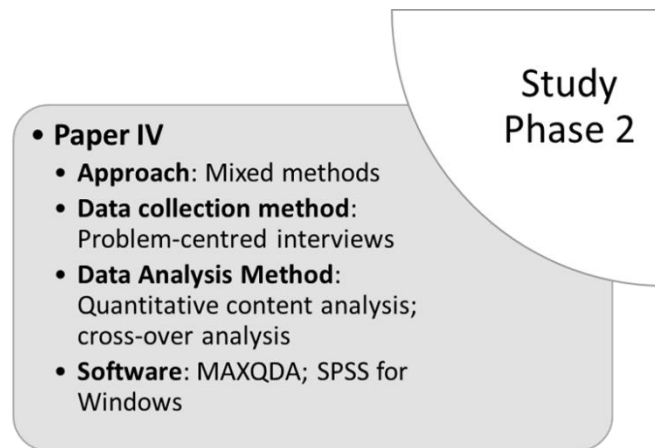 Study
Phase 2
• Paper IV
• Approach: Mixed methods
• Data collection method:
Problem-centred interviews
• Data Analysis Method:
Quantitative content analysis;
cross-over analysis
• Software: MAXQDA; SPSS for
Windows